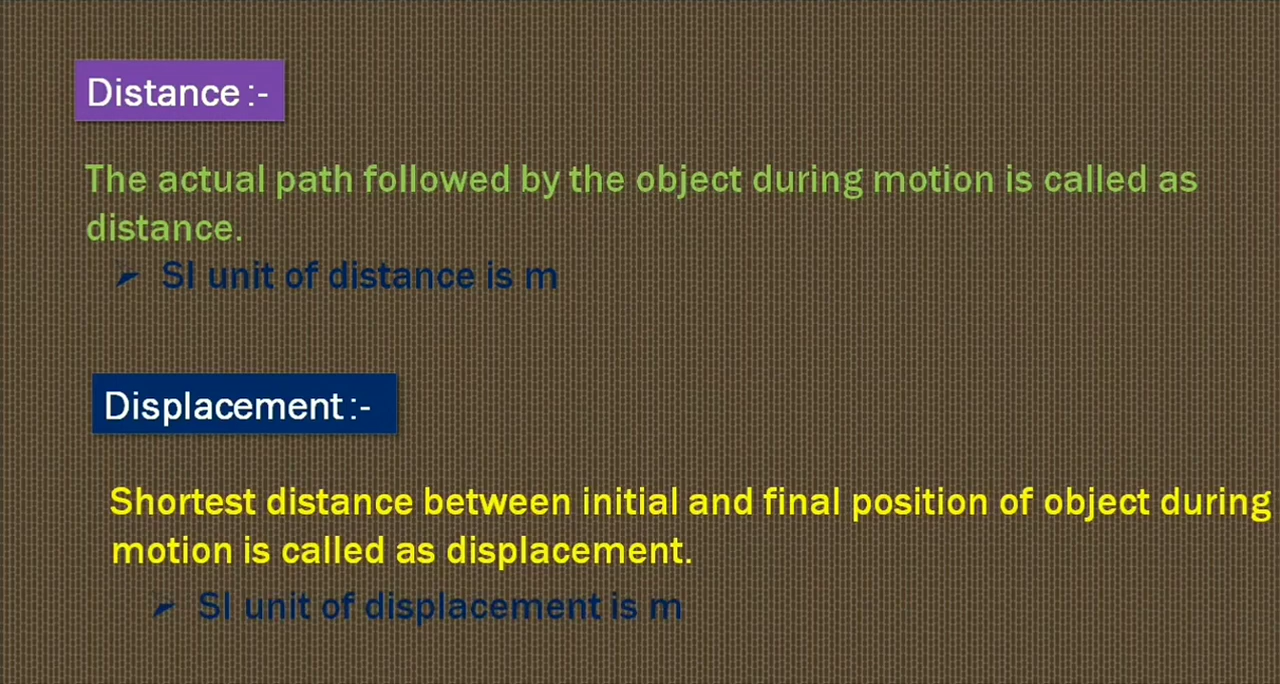 Distance :-
The actual path followed by the object during motion is called as
distance.
➤ SI unit of distance is m
Displacement :-
Shortest distance between initial and final position of object during
motion is called as displacement.
➤ SI unit of displacement is m